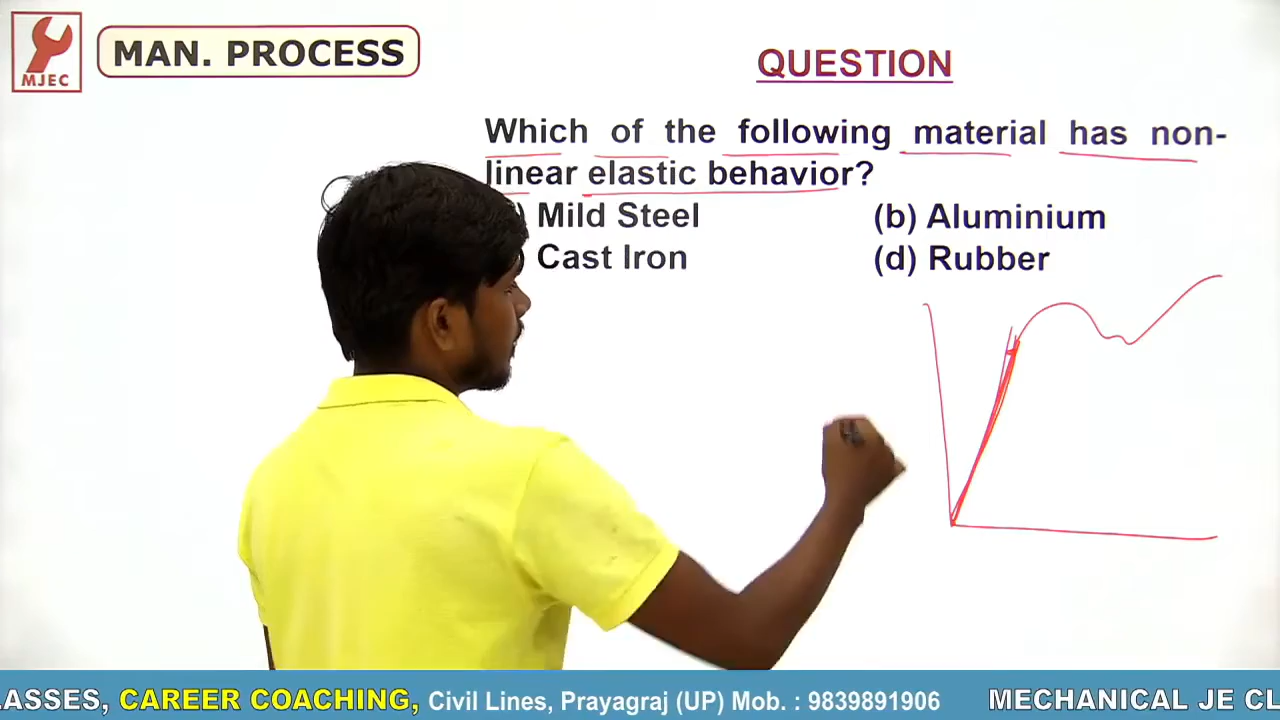 MJEC
MAN. PROCESS
QUESTION
Which of the following material has non-
linear elastic behavior?
) Mild Steel (b) Aluminium
) Cast Iron (d) Rubber
LASSES, CAREER COACHING, Civil Lines, Prayagraj (UP) Mob. : 9839891906 MECHANICAL JE CL